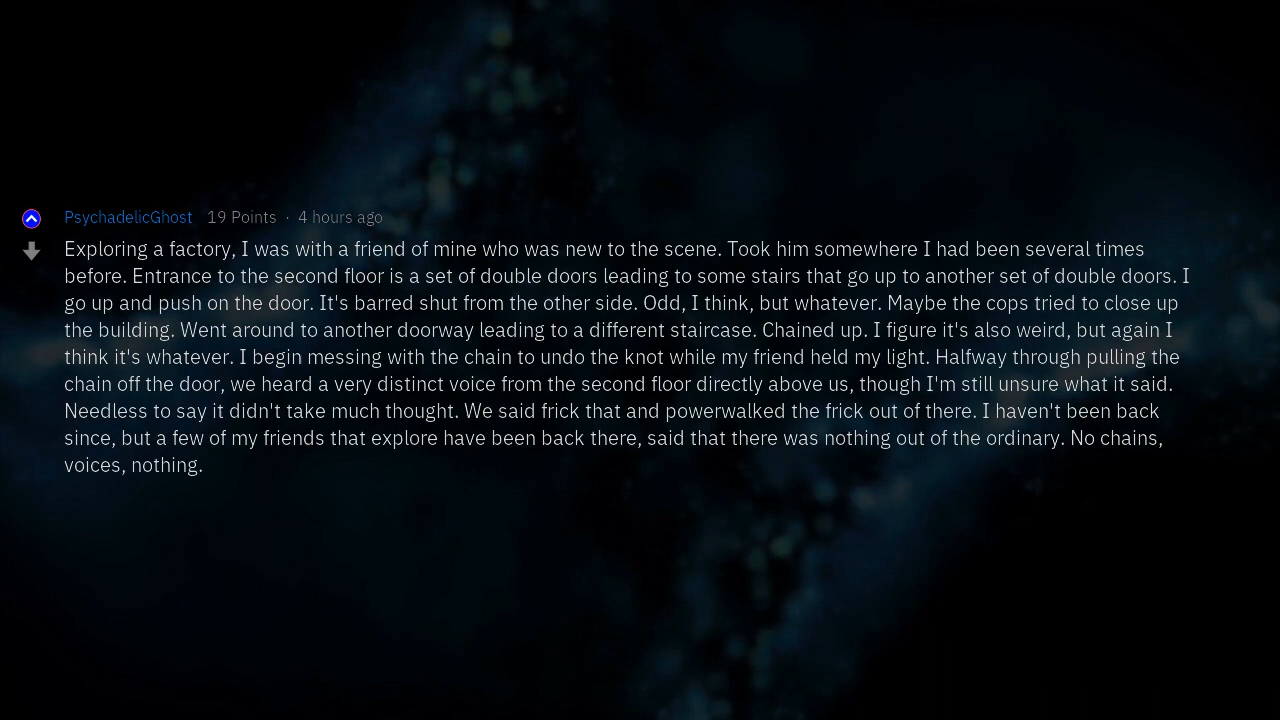 PsychadelicGhost 19 Points · 4 hours ago
Exploring a factory, I was with a friend of mine who was new to the scene. Took him somewhere I had been several times
before. Entrance to the second floor is a set of double doors leading to some stairs that go up to another set of double doors. I
go up and push on the door. It's barred shut from the other side. Odd, I think, but whatever. Maybe the cops tried to close up
the building. Went around to another doorway leading to a different staircase. Chained up. I figure it's also weird, but again I
think it's whatever. I begin messing with the chain to undo the knot while my friend held my light. Halfway through pulling the
chain off the door, we heard a very distinct voice from the second floor directly above us, though I'm still unsure what it said.
Needless to say it didn't take much thought. We said frick that and powerwalked the frick out of there. I haven't been back
since, but a few of my friends that explore have been back there, said that there was nothing out of the ordinary. No chains,
voices, nothing.